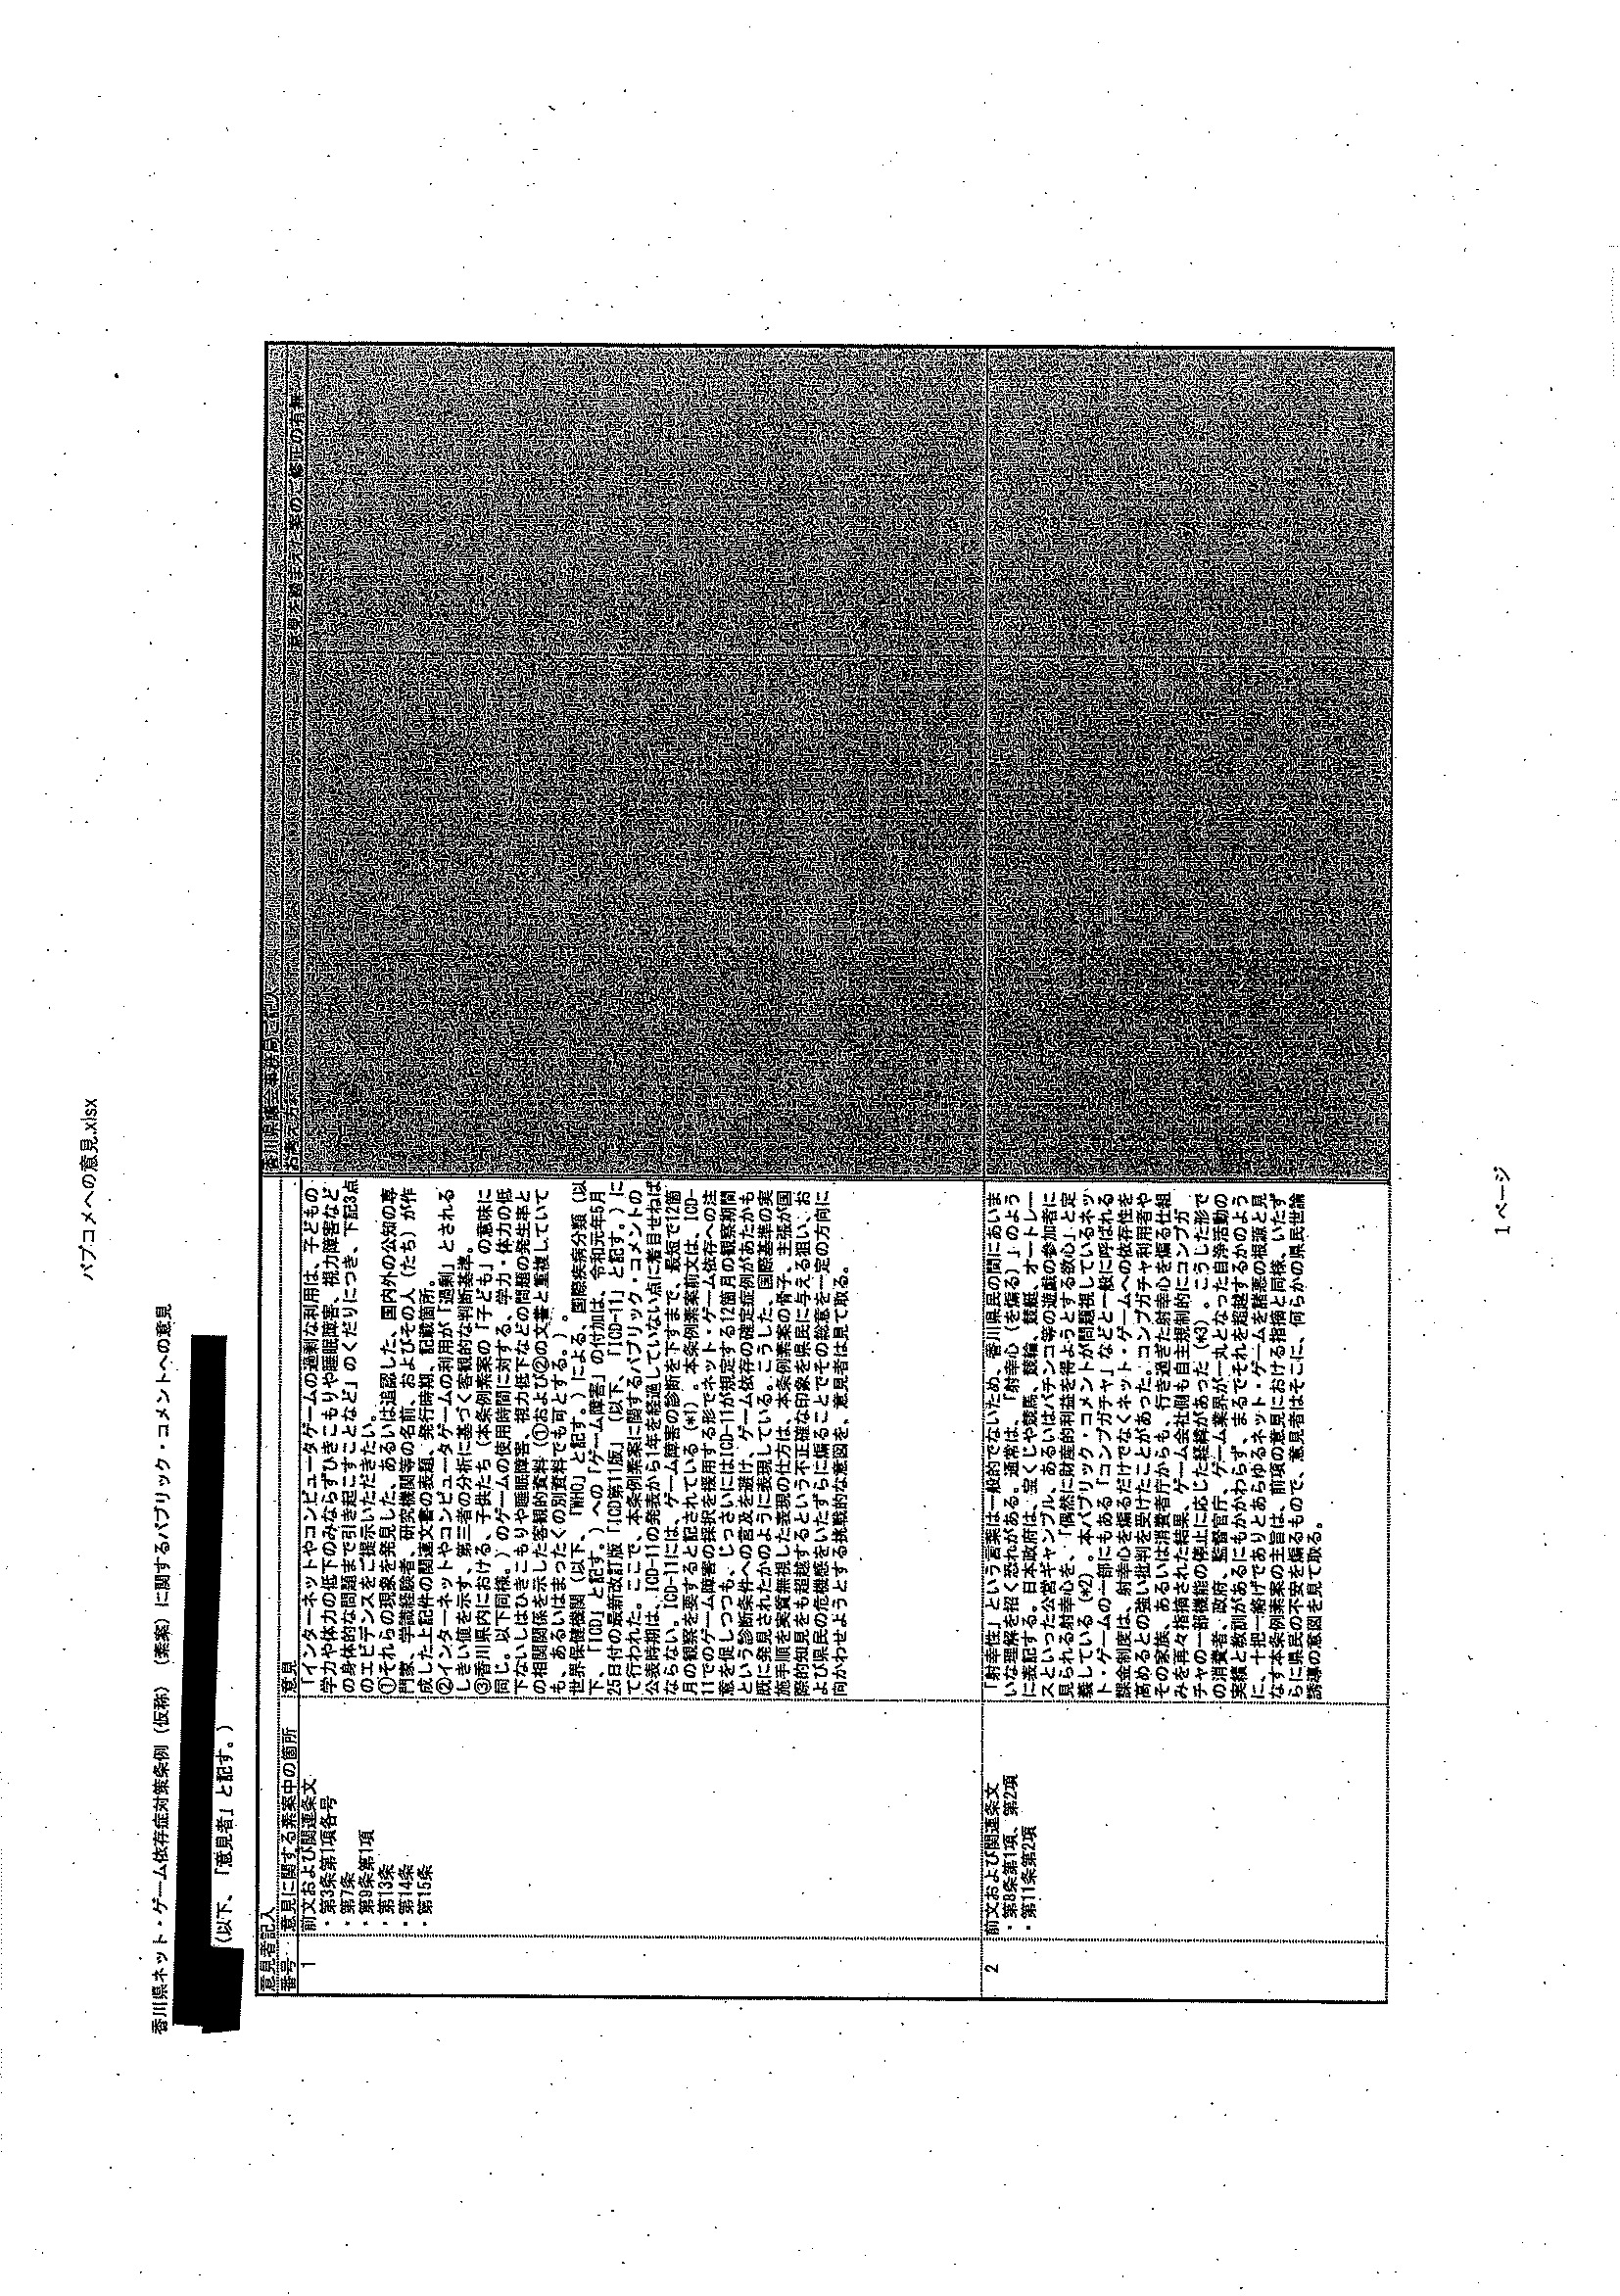 パブコメへの意見.xlsx
香川県ネット・ゲーム依存症対策条例（仮称）（素案）に関するパブリック・コメントへの意見
（以下、「意見者」と記す。）
意見者記入
番号 意見に関する素案中の箇所 意見
1
前文および関連条文
・第3条第1項各号
・第7条
・第9条第1項
・第13条
・第14条
・第15条
「インターネットやコンピュータゲームの過剰な利用は、子どもの
学力や体力の低下のみならずひきこもりや睡眠障害、視力障害など
の身体的な問題まで引き起こすことなど」のくだりにつき、下記3点
のエビデンスをご提示いただきたい。
①それらの現象を発見した、あるいは追認した、国内外の公知の専
門家、学識経験者、研究機関等の名前、およびその人（たち）が作
成した上記件の関連文書の表題、発行時期、記載箇所。
②インターネットやコンピュータゲームの利用が「過剰」とされる
しきい値を示す、第三者の分析に基づく客観的な判断基準。
③香川県内における、子供たち（本条例素案の「子ども」の意味に
同じ。以下同様。）のゲームの使用時間に対する、学力・体力の低
下ないしはひきこもりや睡眠障害、視力低下などの問題の発生率と
の相関関係を示した客観的資料（①および②の文書と重複していて
も、あるいはまったくの別資料でも可とする。）。
世界保健機関（以下、「WHO」と記す。）による、国際疾病分類（以
下、「ICD」と記す。）への「ゲーム障害」の付加は、令和元年5月
25日付の最新改訂版「ICD第11版」（以下、「ICD-11」と記す。）に
て行われた。ここで、本条例素案に関するパブリック・コメントの
公表時期は、ICD-11の発表から1年を経過していない点に着目せねば
ならない。ICD-11には、ゲーム障害の診断を下すまで、最短で12箇
月の観察を要すると記されている（*1）。本条例素案前文は、ICD-
11でのゲーム障害の採択を援用する形でネット・ゲーム依存への注
意を促しつつも、じっさいにはICD-11が規定する12箇月の観察期間
という診断条件への言及を避け、ゲーム依存の確定症例があたかも
既に発見されたかのように表現している。こうした、国際基準の実
施手順を実質無視した表現の仕方は、本条例素案の骨子、主張が国
際的知見をも超越するという不正確な印象を県民に与える狙い、お
よび県民の危機感をいたずらに煽ることでその総意を一定の方向に
向かわせようとする挑戦的な意図を、意見者は見て取る。
2
前文および関連条文
・第8条第1項、第2項
・第11条第2項
「射幸性」という言葉は一般的でないため、香川県民の間にあいま
いな理解を招く恐れがある。通常は、「射幸心（を煽る）」のよう
に表記する。日本政府は、宝くじや競馬、競輪、競艇、オートレー
スといった公営ギャンブル、あるいはパチンコ等の遊戯の参加者に
見られる射幸心を、「偶然に財産的利益を得ようとする欲心」と定
義している（*2）。本パブリック・コメントが問題視しているネッ
ト・ゲームの一部にもある「コンプガチャ」などと一般に呼ばれる
課金制度は、射幸心を煽るだけでなくネット・ゲームへの依存性を
高めるとの強い批判を受けたことがあった。コンプガチャ利用者や
その家族、あるいは消費者庁からも、行き過ぎた射幸心を煽る仕組
みを再々指摘された結果、ゲーム会社側も自主規制的にコンプガ
チャの一部機能の停止に応じた経緯があった（*3）。こうした形で
の消費者、政府、監督官庁、ゲーム業界が一丸となった自浄活動の
実績と教訓があるにもかかわらず、まるでそれを超越するかのよう
に、十把一絡げでありとあらゆるネット・ゲームを諸悪の根源と見
なす本条例素案の主旨は、前項の意見における指摘と同様、いたず
らに県民の不安を煽るもので、意見者はそこに、何らかの県民世論
誘導の意図を見て取る。
1 ページ